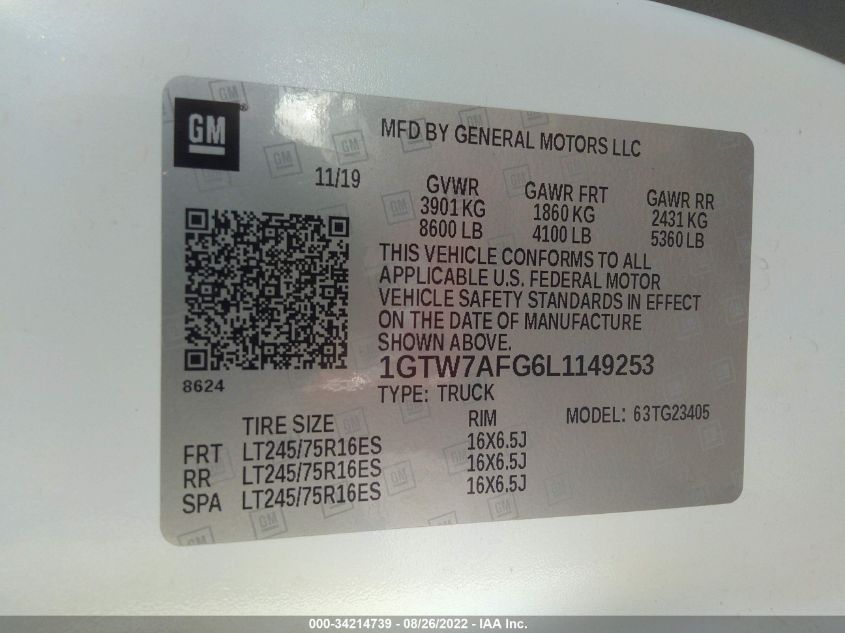 GM
MFD BY GENERAL MOTORS LLC
11/19
GVWR GAWR FRT GAWR RR
3901 KG 1860 KG 2431 KG
8600 LB 4100 LB 5360 LB
THIS VEHICLE CONFORMS TO ALL
APPLICABLE U.S. FEDERAL MOTOR
VEHICLE SAFETY STANDARDS IN EFFECT
ON THE DATE OF MANUFACTURE
SHOWN ABOVE.
1GTW7AFG6L1149253
8624
TYPE: TRUCK
TIRE SIZE RIM MODEL: 63TG23405
FRT LT245/75R16ES 16X6.5J
RR LT245/75R16ES 16X6.5J
SPA LT245/75R16ES 16X6.5J
000-34214739 - 08/26/2022 - IAA Inc.